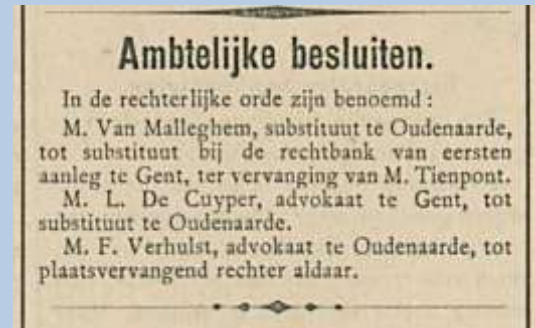 Ambtelijke besluiten.
In de rechterlijke orde zijn benoemd :
M. Van Malleghem, substituut te Oudenaarde,
tot substituut bij de rechtbank van eersten
aanleg te Gent, ter vervanging van M. Tienpont.
M. L. De Cuyper, advokaat te Gent, tot
substituut te Oudenaarde.
M. F. Verhulst, advokaat te Oudenaarde, tot
plaatsvervangend rechter aldaar.